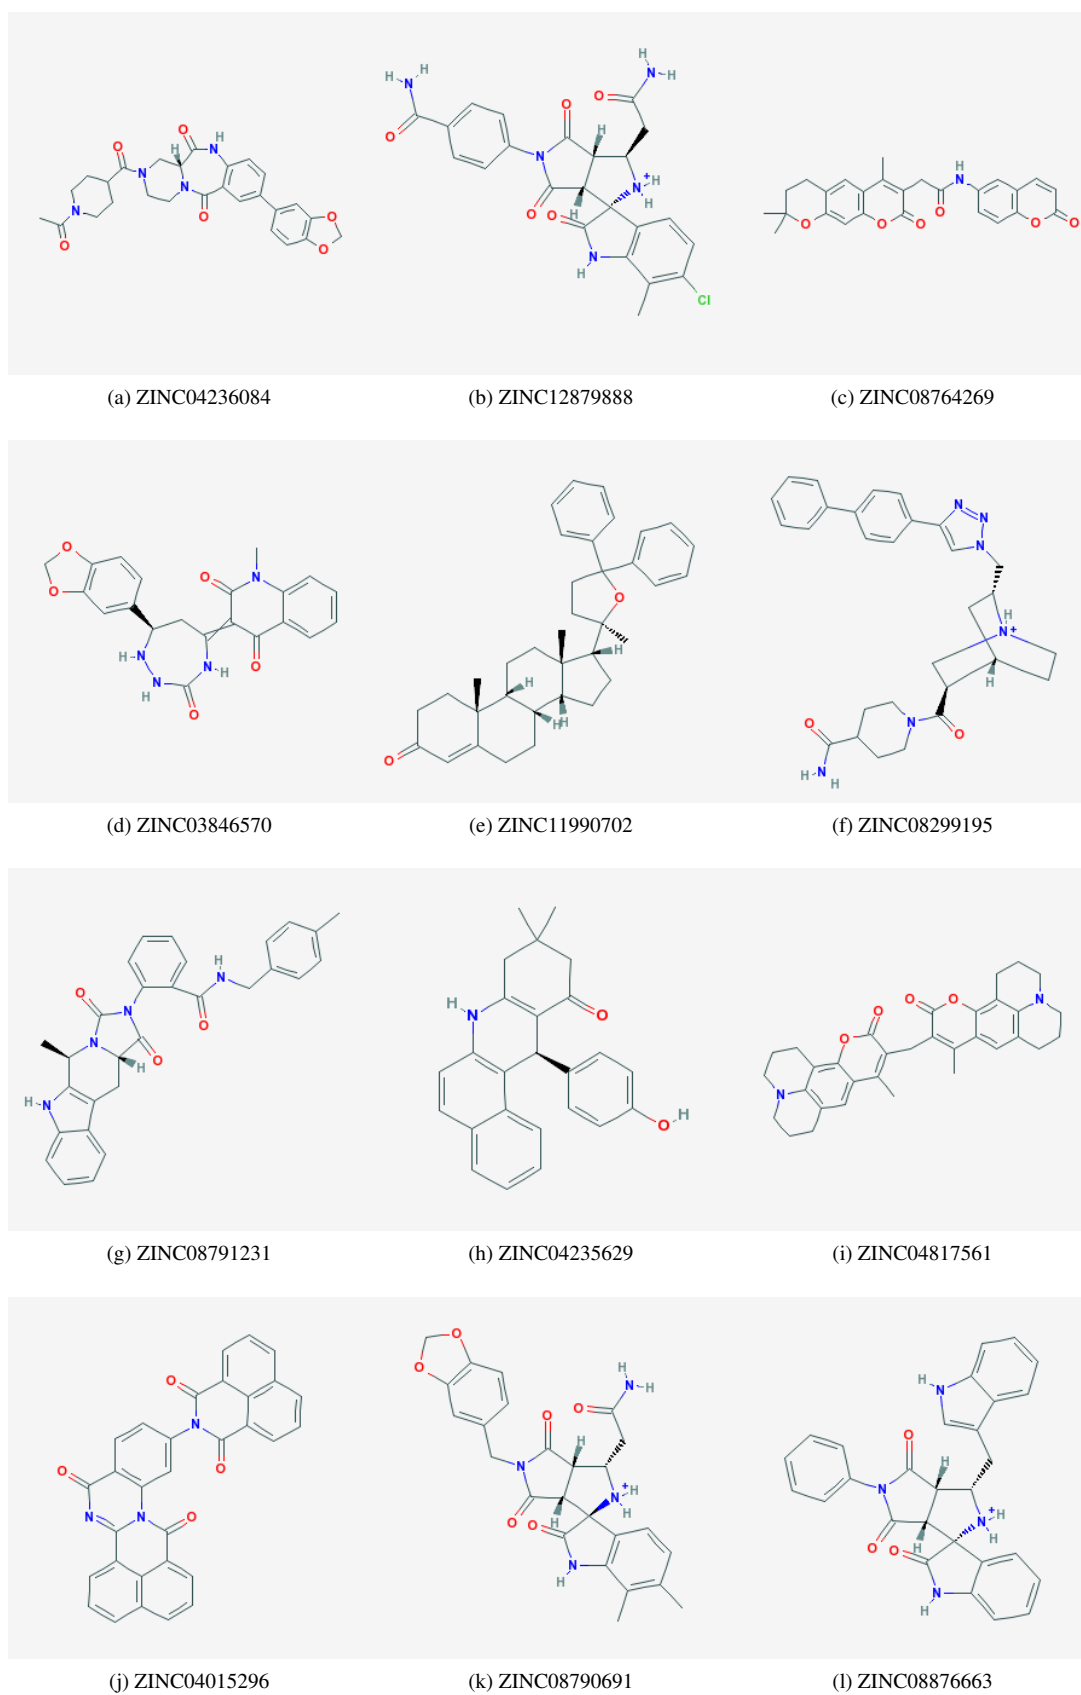 (a) ZINC04236084
(b) ZINC12879888
(c) ZINC08764269
(d) ZINC03846570
(e) ZINC11990702
(f) ZINC08299195
(g) ZINC08791231
(h) ZINC04235629
(i) ZINC04817561
(j) ZINC04015296
(k) ZINC08790691
(l) ZINC08876663